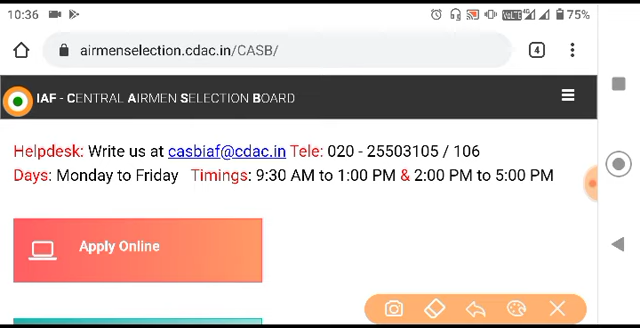 10:36 VoLTE 4G 75%
airmenselection.cdac.in/CASB/ 4
IAF - CENTRAL AIRMEN SELECTION BOARD
Helpdesk: Write us at casbiaf@cdac.in Tele: 020 - 25503105 / 106
Days: Monday to Friday Timings: 9:30 AM to 1:00 PM & 2:00 PM to 5:00 PM
Apply Online